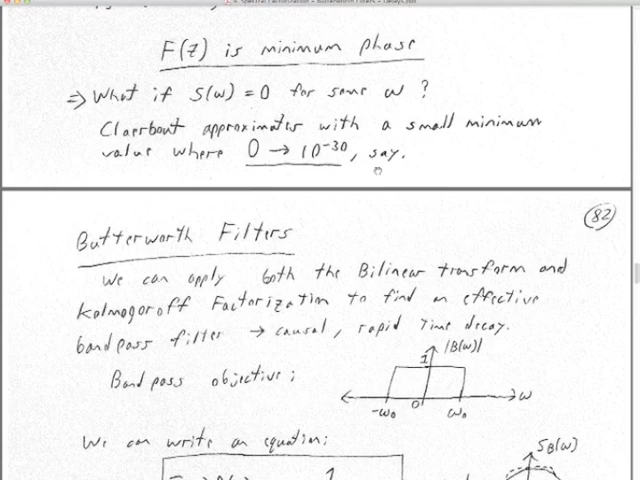 F(z) is minimum phase
⇒ What if S(ω) = 0 for some ω ?
Claerbout approximates with a small minimum
value where 0 → 10⁻³⁰, say.
82
Butterworth Filters
We can apply both the Bilinear transform and
Kolmogoroff Factorization to find an effective
bandpass filter → causal, rapid time decay.
Band pass objective:
1 |B(ω)|
-ω₀ 0 ω₀ ω
We can write an equation:
S_B(ω)
1